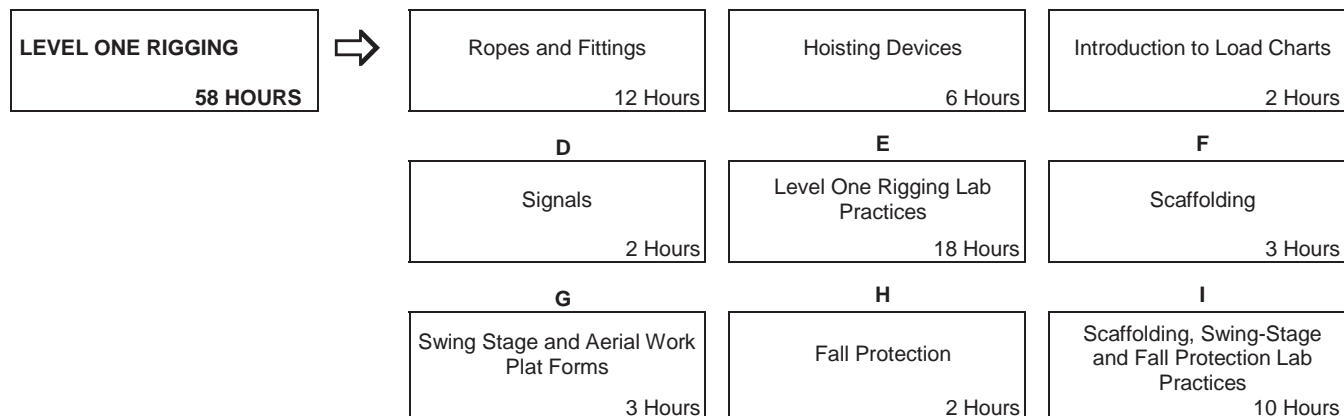 LEVEL ONE RIGGING
58 HOURS
Ropes and Fittings
12 Hours
Hoisting Devices
6 Hours
Introduction to Load Charts
2 Hours
D
Signals
2 Hours
E
Level One Rigging Lab
Practices
18 Hours
F
Scaffolding
3 Hours
G
Swing Stage and Aerial Work
Plat Forms
3 Hours
H
Fall Protection
2 Hours
I
Scaffolding, Swing-Stage
and Fall Protection Lab
Practices
10 Hours